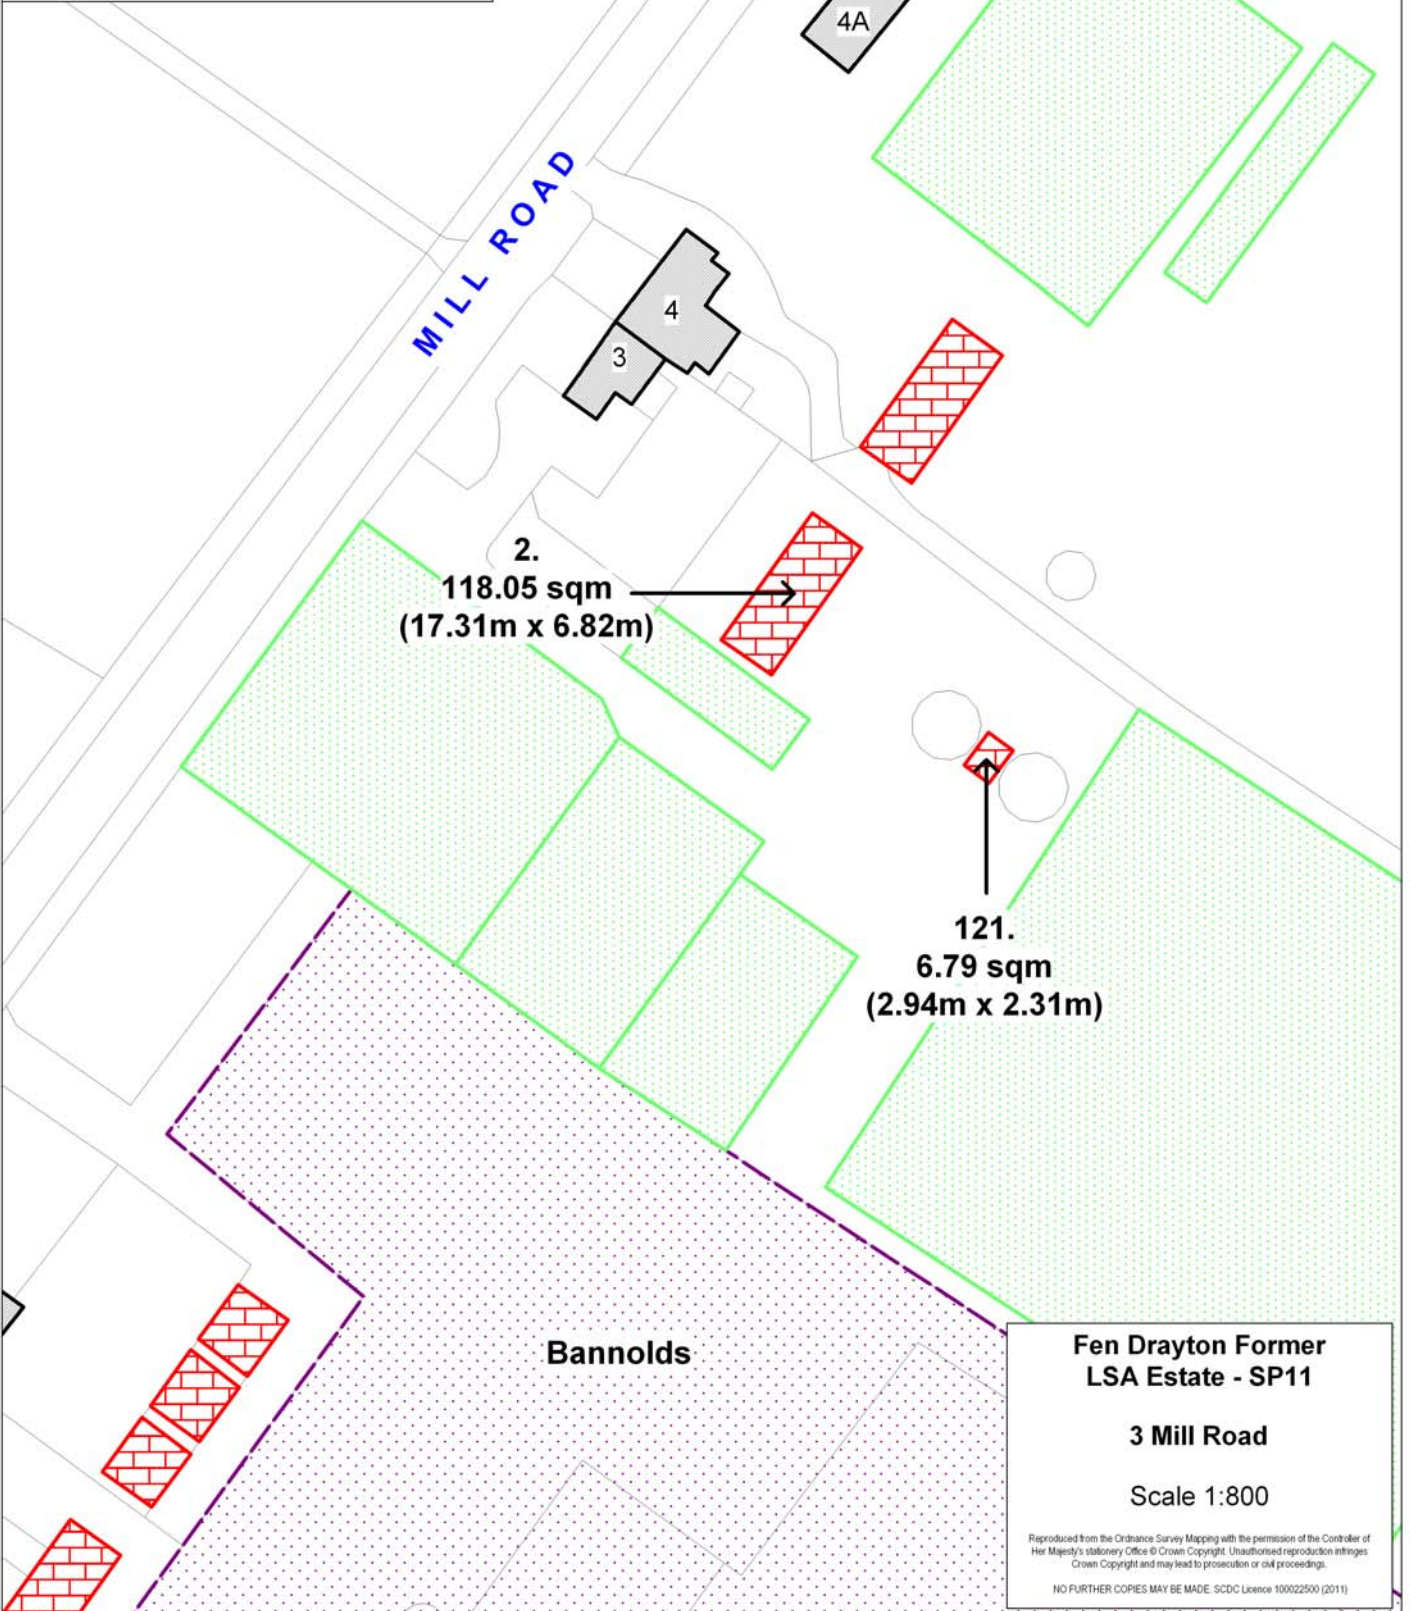 4A
MILL ROAD
4
3
2.
118.05 sqm
(17.31m x 6.82m)
121.
6.79 sqm
(2.94m x 2.31m)
Bannolds
Fen Drayton Former
LSA Estate - SP11
3 Mill Road
Scale 1:800
Reproduced from the Ordnance Survey Mapping with the permission of the Controller of
Her Majesty's stationery Office © Crown Copyright. Unauthorised reproduction infringes
Crown Copyright and may lead to prosecution or civil proceedings.
NO FURTHER COPIES MAY BE MADE. SCDC Licence 100022500 (2011)